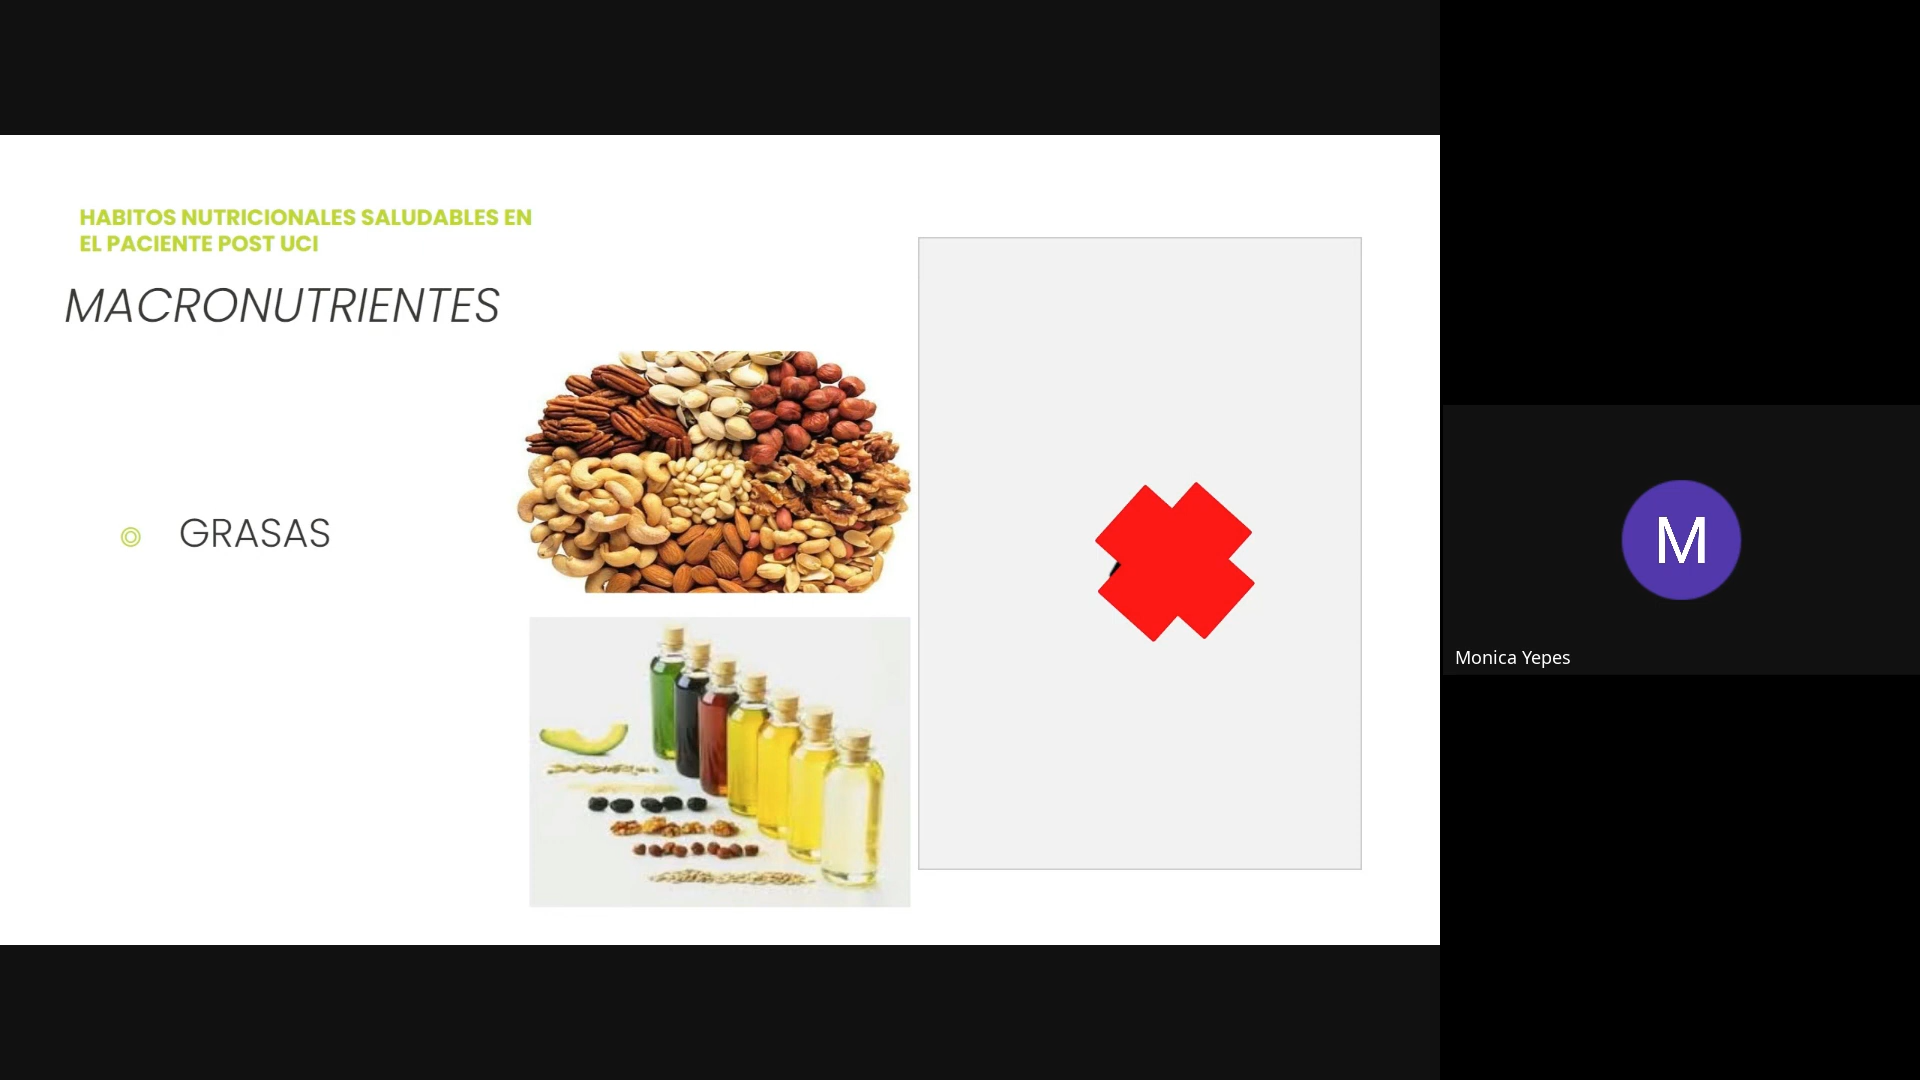 HABITOS NUTRICIONALES SALUDABLES EN
EL PACIENTE POST UCI
MACRONUTRIENTES
GRASAS
M
Monica Yepes